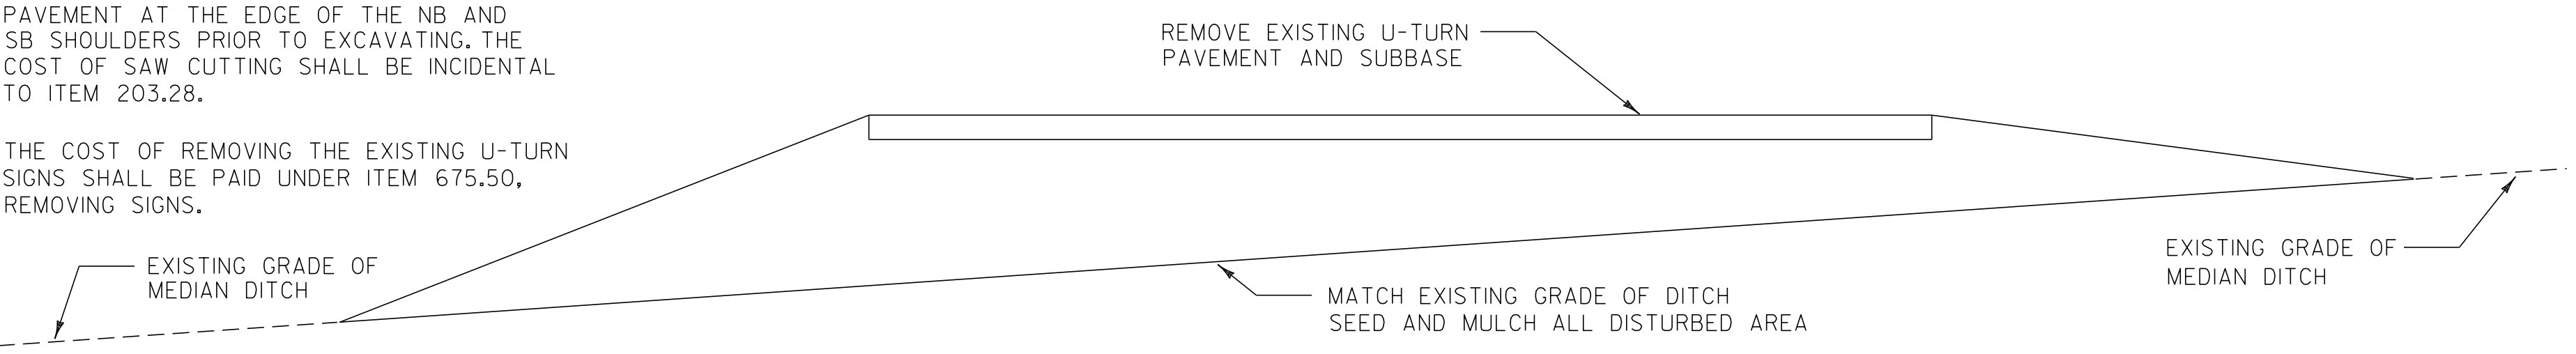 PAVEMENT AT THE EDGE OF THE NB AND
SB SHOULDERS PRIOR TO EXCAVATING. THE
COST OF SAW CUTTING SHALL BE INCIDENTAL
TO ITEM 203.28.
THE COST OF REMOVING THE EXISTING U-TURN
SIGNS SHALL BE PAID UNDER ITEM 675.50,
REMOVING SIGNS.
REMOVE EXISTING U-TURN
PAVEMENT AND SUBBASE
EXISTING GRADE OF
MEDIAN DITCH
MATCH EXISTING GRADE OF DITCH
SEED AND MULCH ALL DISTURBED AREA
EXISTING GRADE OF
MEDIAN DITCH